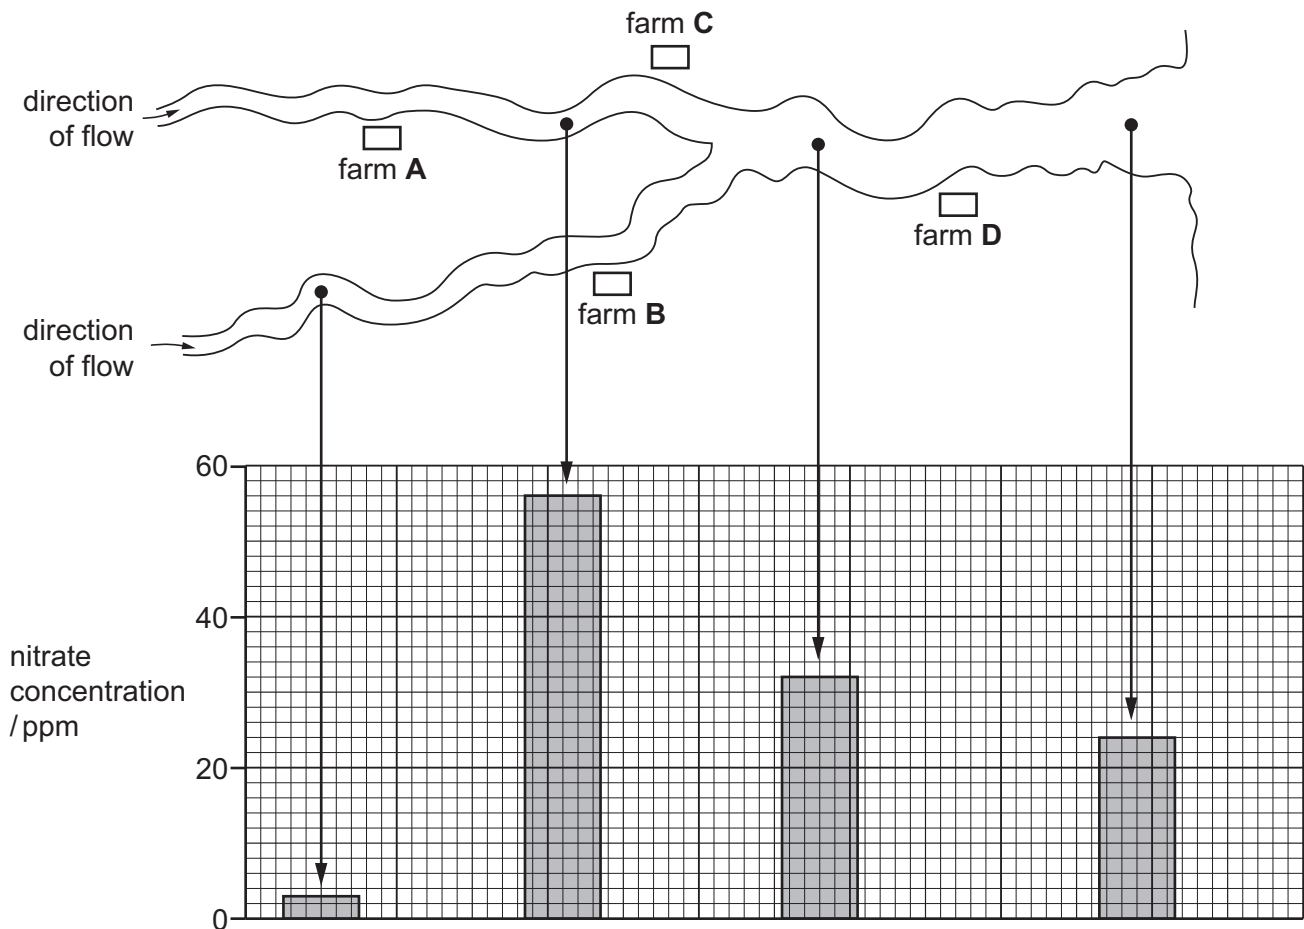 farm C
direction
of flow
farm A
farm D
farm B
direction
of flow
60
40
nitrate
concentration
/ ppm
20
0